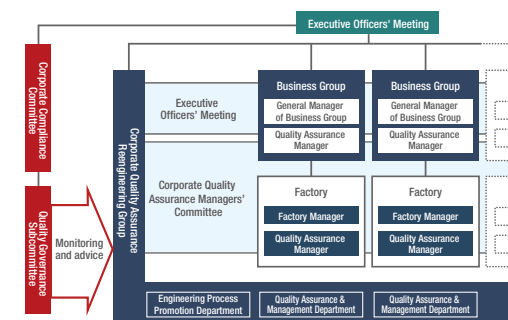 Executive Officers' Meeting
Corporate Compliance
Committee
Quality Governance
Subcommittee
Monitoring
and advice
Corporate Quality Assurance
Reengineering Group
Executive
Officers' Meeting
Corporate Quality
Assurance Managers'
Committee
Business Group
General Manager
of Business Group
Quality Assurance
Manager
Business Group
General Manager
of Business Group
Quality Assurance
Manager
Factory
Factory Manager
Quality Assurance
Manager
Factory
Factory Manager
Quality Assurance
Manager
Engineering Process
Promotion Department
Quality Assurance &
Management Department
Quality Assurance &
Management Department